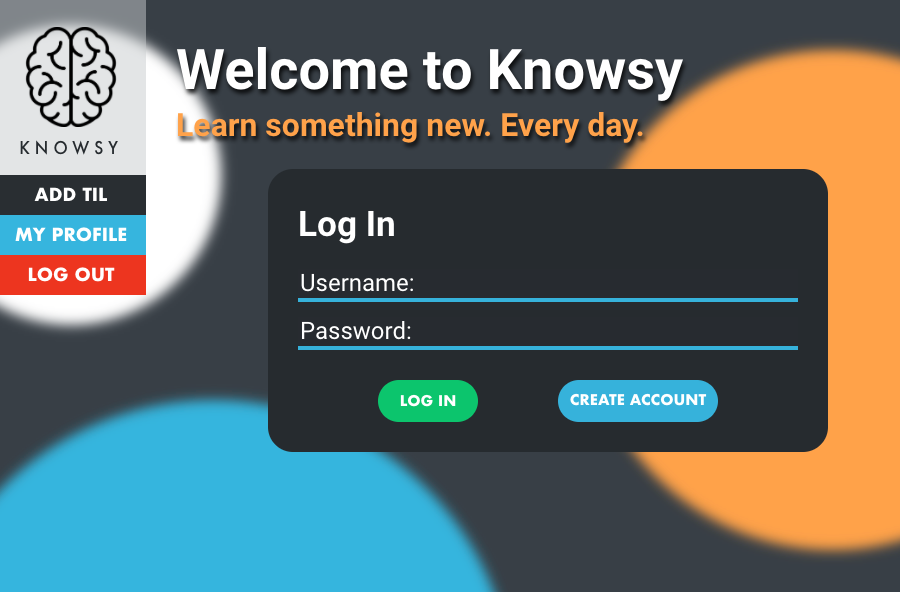 KNOWSY
ADD TIL
MY PROFILE
LOG OUT
Welcome to Knowsy
Learn something new. Every day.
Log In
Username:
Password:
LOG IN
CREATE ACCOUNT